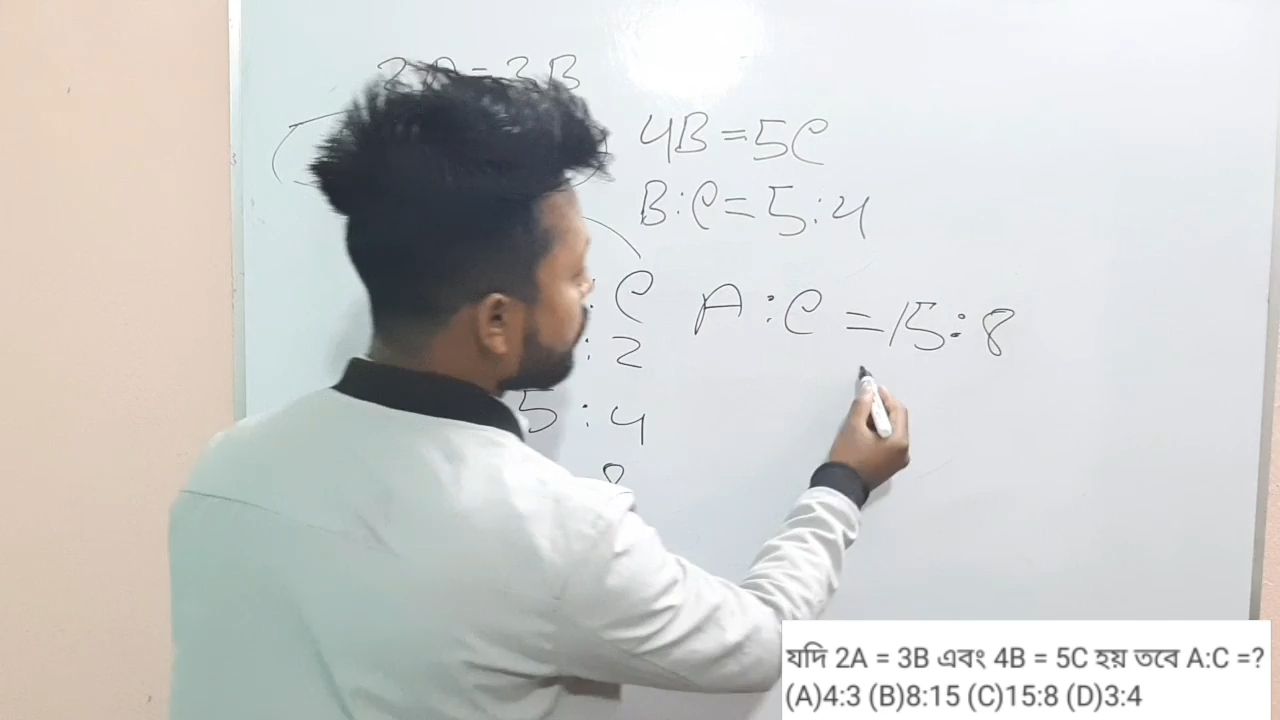 2A = 3B
4B = 5C
B:C = 5:4
: C
A : C = 15:8
: 2
5 : 4
8
যদি 2A = 3B এবং 4B = 5C হয় তবে A:C =?
(A)4:3 (B)8:15 (C)15:8 (D)3:4